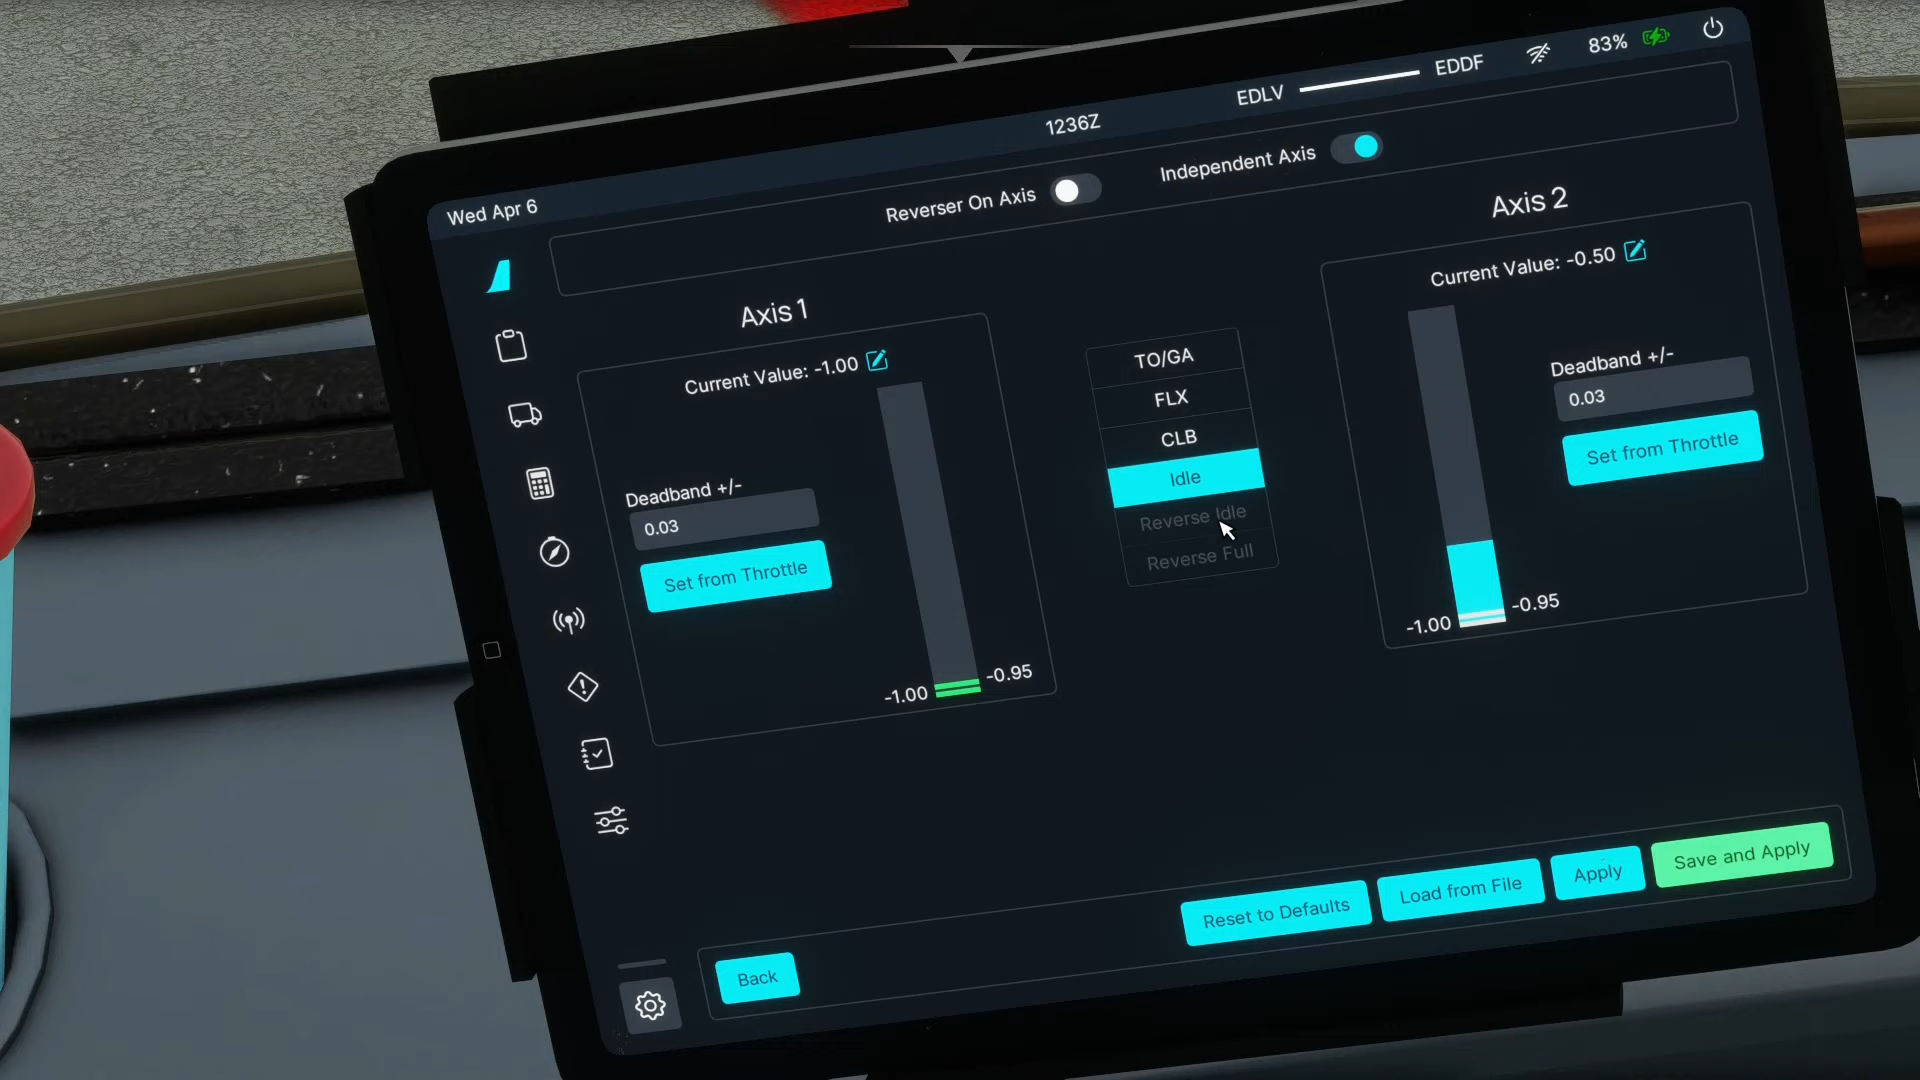 Wed Apr 6
1236Z
EDLV
EDDF
83%
Reverser On Axis
Independent Axis
Axis 1
Current Value: -1.00
Deadband +/-
0.03
Set from Throttle
-1.00
-0.95
TO/GA
FLX
CLB
Idle
Reverse Idle
Reverse Full
Axis 2
Current Value: -0.50
Deadband +/-
0.03
Set from Throttle
-1.00
-0.95
Back
Reset to Defaults
Load from File
Apply
Save and Apply